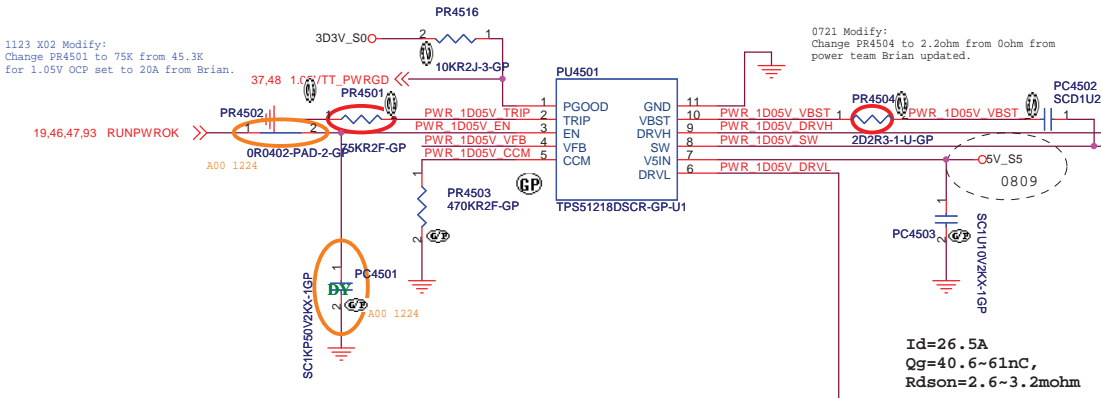 PR4516
1123 X02 Modify:
Change PR4501 to 75K from 45.3K
for 1.05V OCP set to 20A from Brian.
0721 Modify:
Change PR4504 to 2.2ohm from 0ohm from
power team Brian updated.
3D3V_S0
2
1
10KR2J-3-GP
37,48
PU4501
PR4501
PR4502
PR4504
PC4502
SCD1U2
1
PGOOD
GND
11
PWR_1D05V_TRIP
2
TRIP
VBST
10
PWR_1D05V_VBST
PWR_1D05V_VBST
19,46,47,93 RUNPWROK
1
2
1
PWR_1D05V_EN
3
EN
DRVH
9
PWR_1D05V_DRVH
1
0R0402-PAD-2-GP
75KR2F-GP
PWR_1D05V_VFB
4
VFB
SW
8
PWR_1D05V_SW
2D2R3-1-U-GP
PWR_1D05V_CCM
5
CCM
V5IN
7
5V_S5
A00 1224
DRVL
6
PWR_1D05V_DRVL
0809
1
PR4503
470KR2F-GP
GP
TPS51218DSCR-GP-U1
1
2
G/P
PC4503
2
G/P
SC1U10V2KX-1GP
1
PC4501
DY
2
G/P
A00 1224
SC1KP50V2KX-1GP
Id=26.5A
Qg=40.6~61nC,
Rdson=2.6~3.2mohm